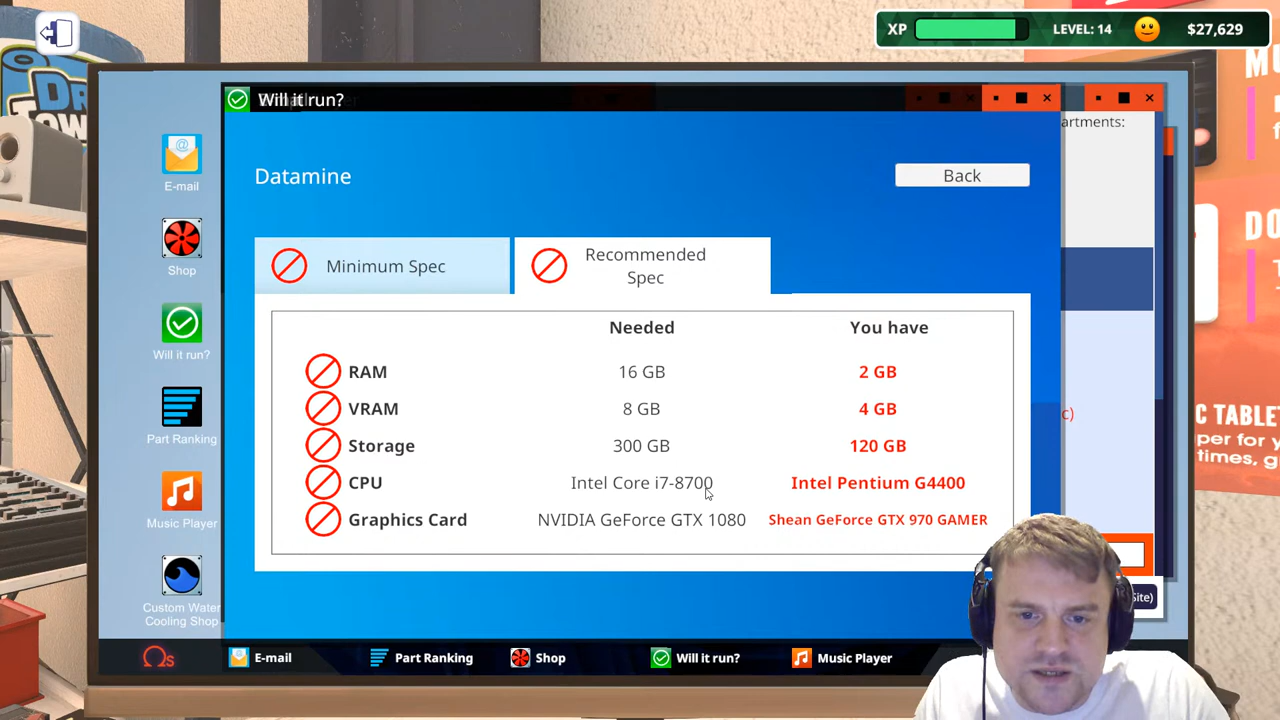 XP
LEVEL: 14
$27,629
Will it run?
artments:
Datamine
Back
Minimum Spec
Recommended
Spec
Needed
You have
RAM
16 GB
2 GB
VRAM
8 GB
4 GB
Storage
300 GB
120 GB
CPU
Intel Core i7-8700
Intel Pentium G4400
Graphics Card
NVIDIA GeForce GTX 1080
Shean GeForce GTX 970 GAMER
E-mail
Shop
Will it run?
Part Ranking
Music Player
Custom Water
Cooling Shop
c)
Site)
MO
DO
C TABLET
per for y
times, g
E-mail
Part Ranking
Shop
Will it run?
Music Player